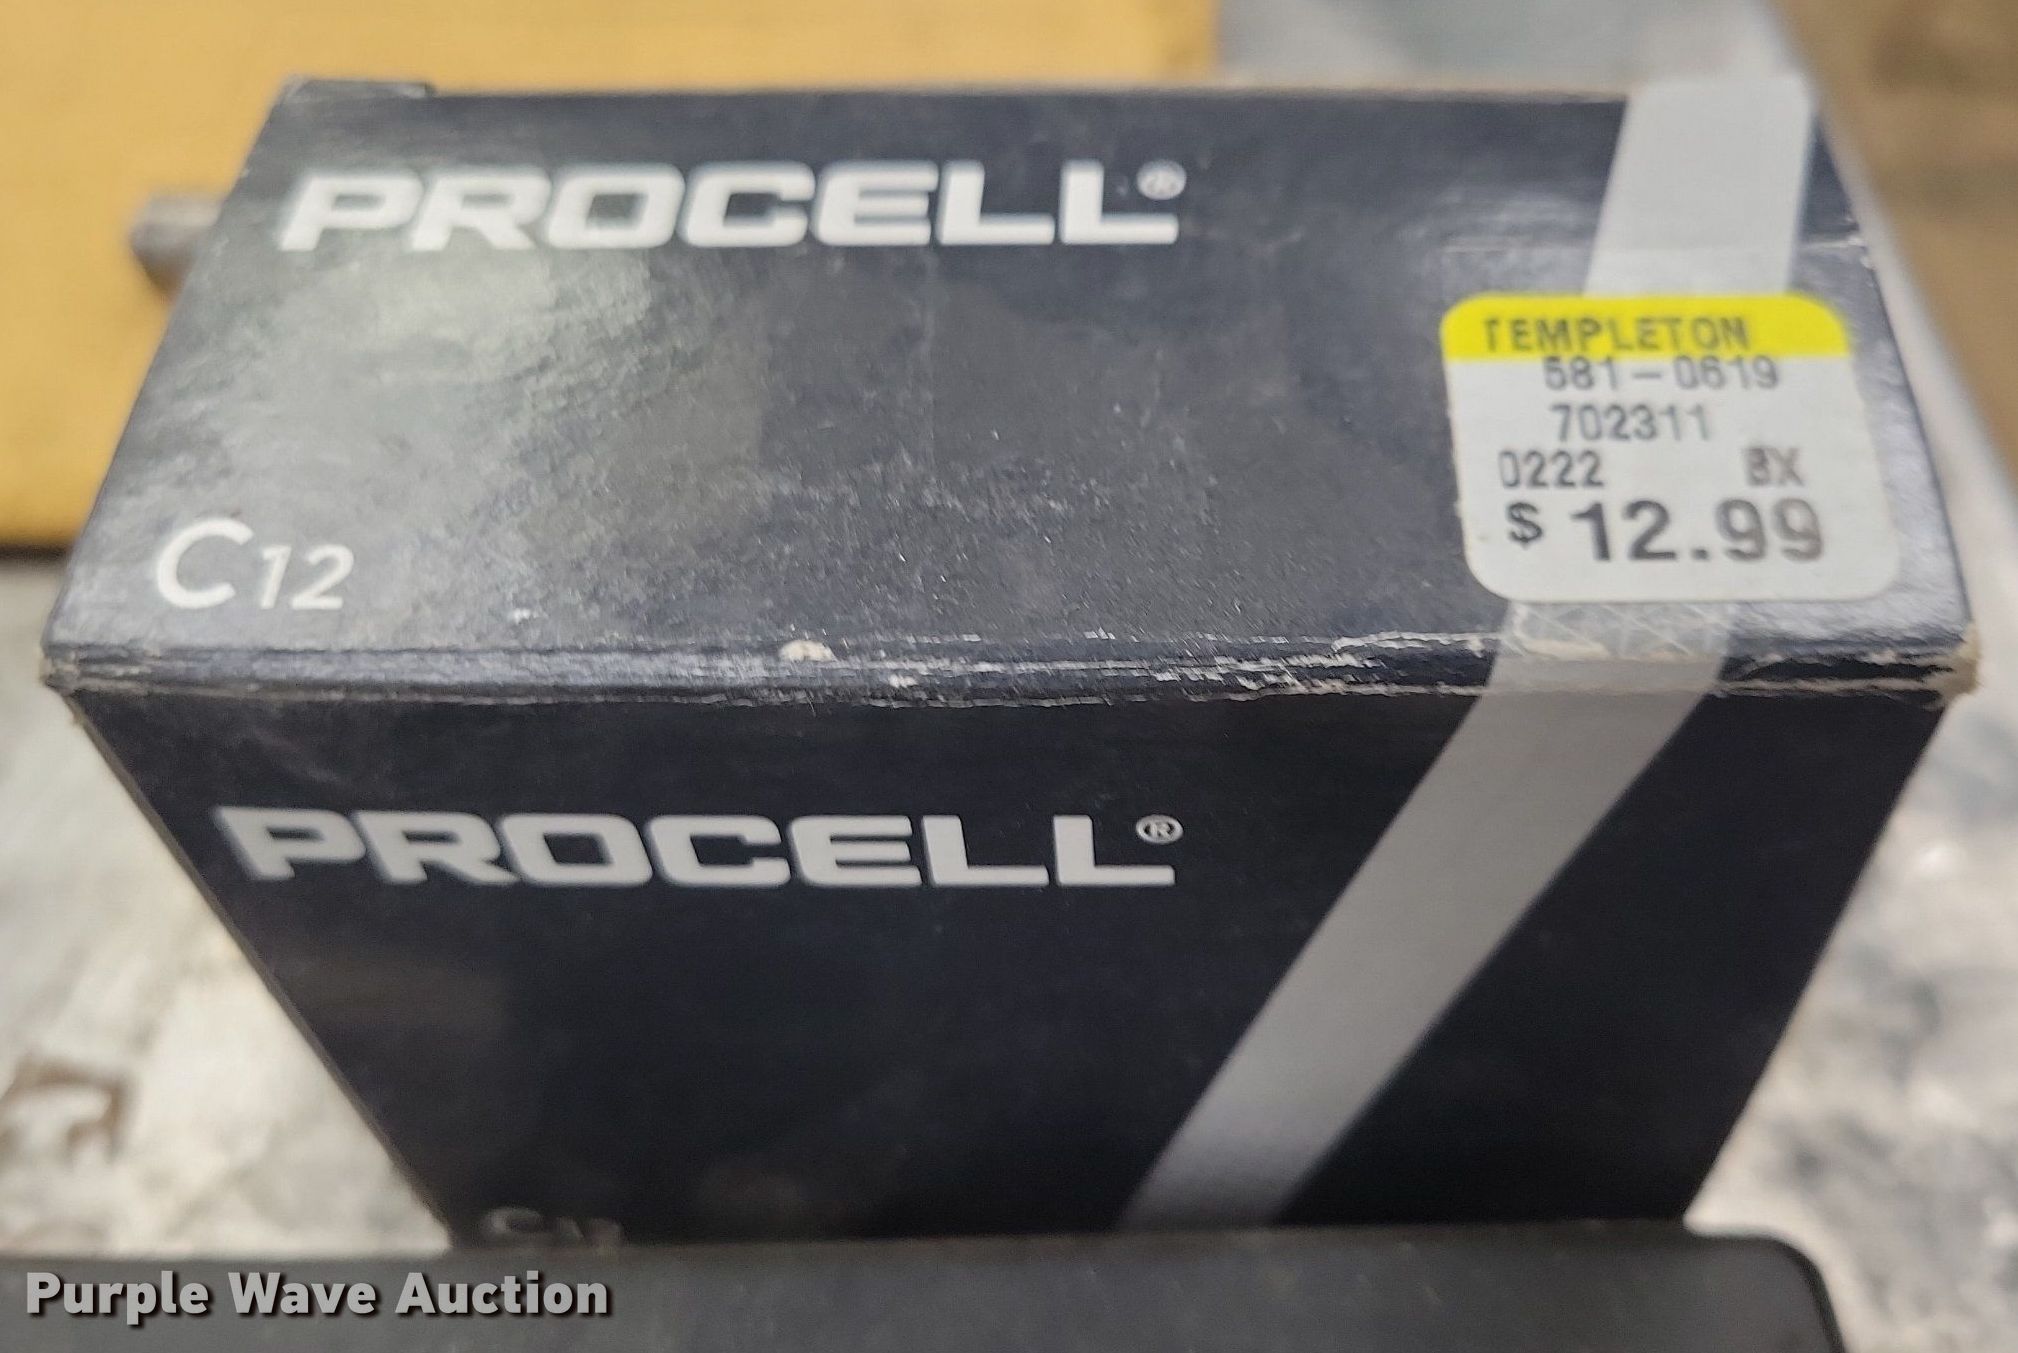 PROCELL®
TEMPLETON
581-0619
702311
0222 BX
$ 12.99
C12
PROCELL®
Purple Wave Auction